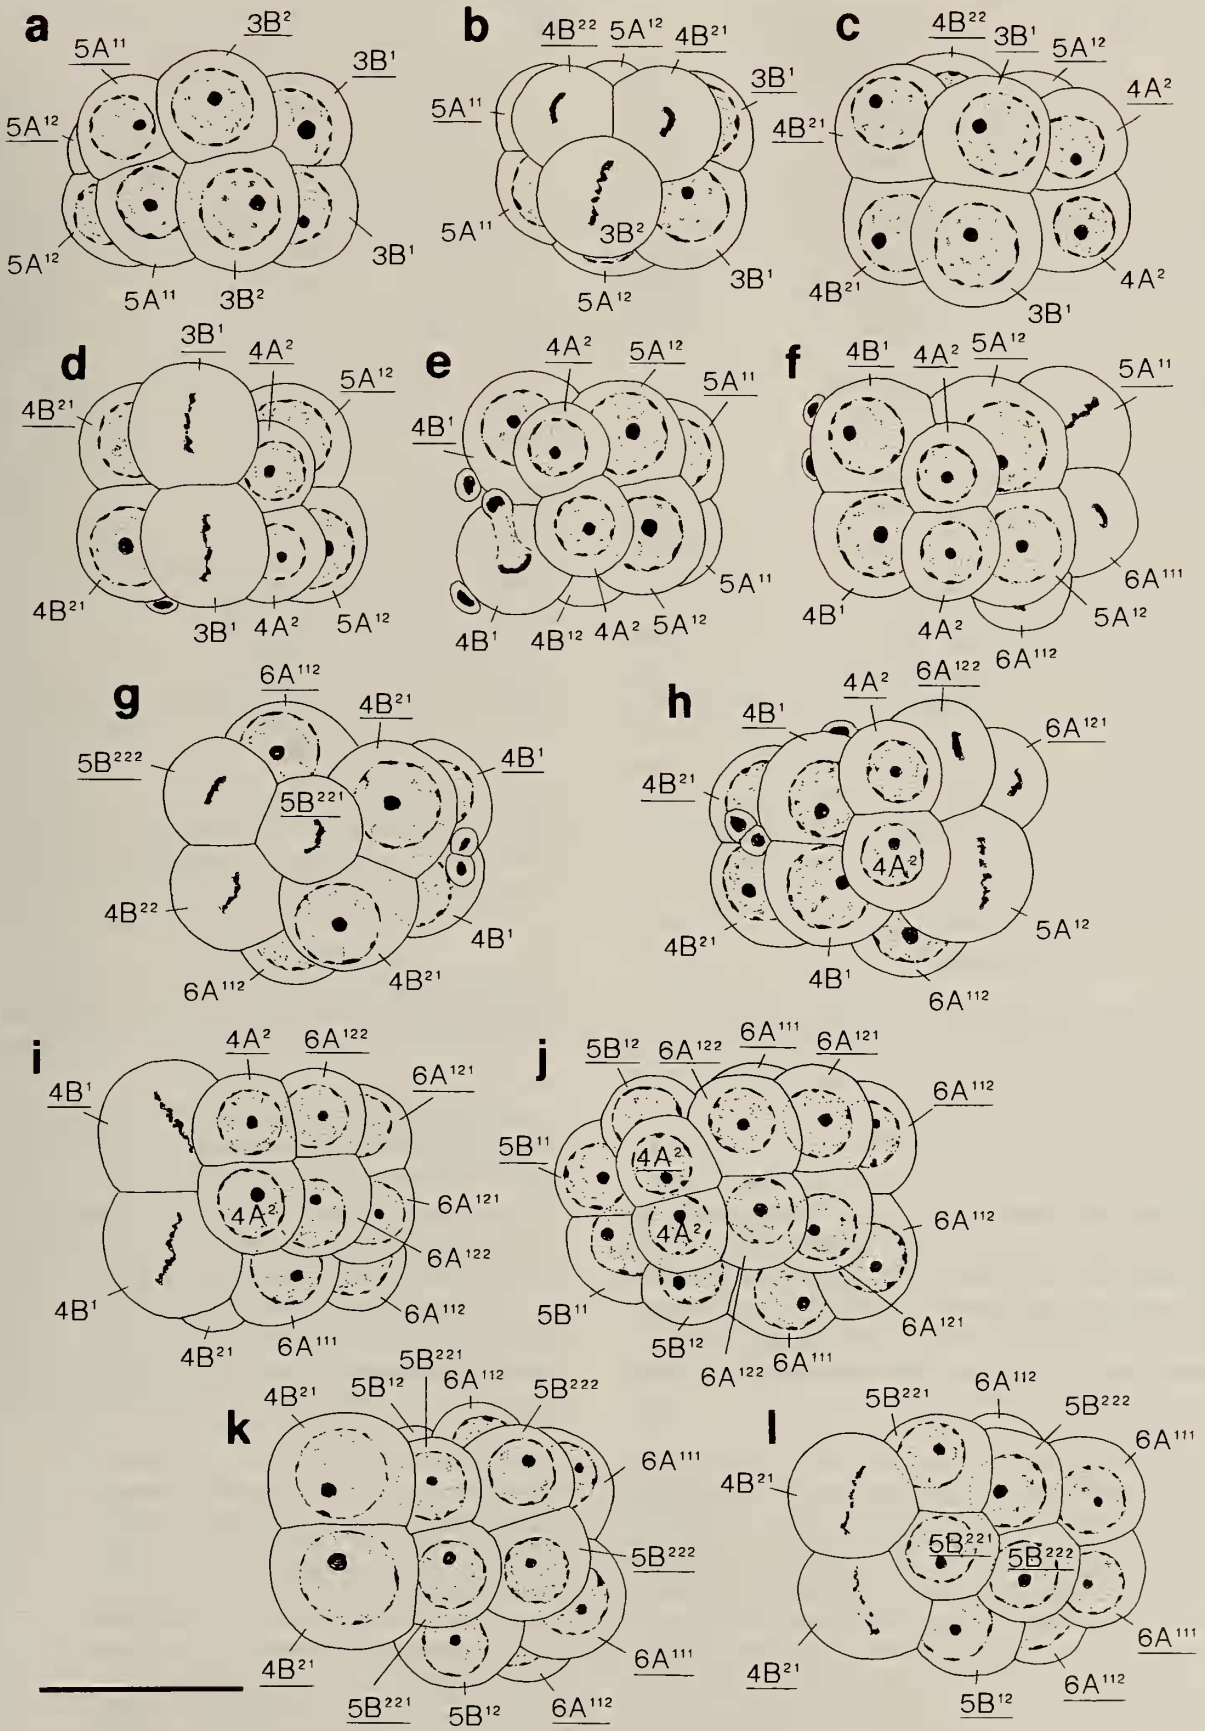 a
3B²
5A¹¹
3B¹
5A¹²
5A¹²
5A¹¹
3B²
3B¹
b
4B²²
5A¹²
4B²¹
3B¹
5A¹¹
5A¹¹
3B²
3B¹
5A¹²
c
4B²²
3B¹
5A¹²
4A²
4B²¹
4B²¹
3B¹
4A²
d
3B¹
4A²
5A¹²
4B²¹
4B²¹
3B¹
4A²
5A¹²
e
4A²
5A¹²
5A¹¹
4B¹
4B¹
4B¹²
4A²
5A¹²
5A¹¹
f
4B¹
4A²
5A¹²
5A¹¹
6A¹¹¹
4B¹
4A²
6A¹¹²
5A¹²
g
6A¹¹²
4B²¹
5B²²²
5B²²¹
4B¹
4B²²
4B¹
6A¹¹²
4B²¹
h
4A²
6A¹²²
4B¹
6A¹²¹
4B²¹
4A²
4B²¹
4B¹
5A¹²
6A¹¹²
i
4A²
6A¹²²
4B¹
6A¹²¹
4A²
6A¹²¹
6A¹²²
4B¹
6A¹¹²
4B²¹
6A¹¹¹
j
5B¹²
6A¹²²
6A¹¹¹
6A¹²¹
6A¹¹²
5B¹¹
4A²
4A²
6A¹¹²
5B¹¹
5B¹²
6A¹²²
6A¹¹¹
6A¹²¹
k
4B²¹
5B¹²
5B²²¹
6A¹¹²
5B²²²
6A¹¹¹
5B²²²
4B²¹
5B²²¹
5B¹²
6A¹¹²
6A¹¹¹
l
5B²²¹
6A¹¹²
5B²²²
6A¹¹¹
4B²¹
5B²²¹
5B²²²
4B²¹
5B¹²
6A¹¹²
6A¹¹¹